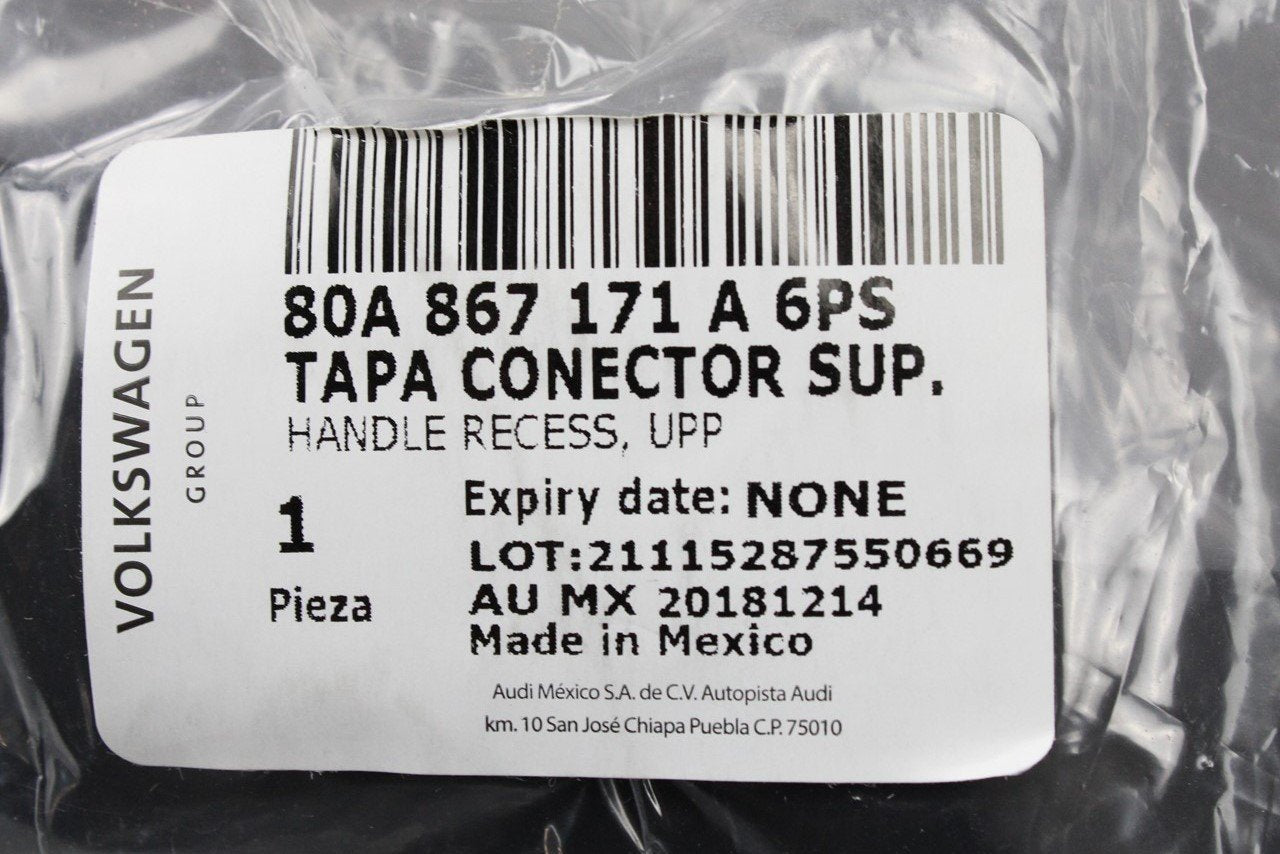 VOLKSWAGEN
GROUP
80A 867 171 A 6PS
TAPA CONECTOR SUP.
HANDLE RECESS, UPP
1
Pieza
Expiry date: NONE
LOT:21115287550669
AU MX 20181214
Made in Mexico
Audi México S.A. de C.V. Autopista Audi
km. 10 San José Chiapa Puebla C.P. 75010